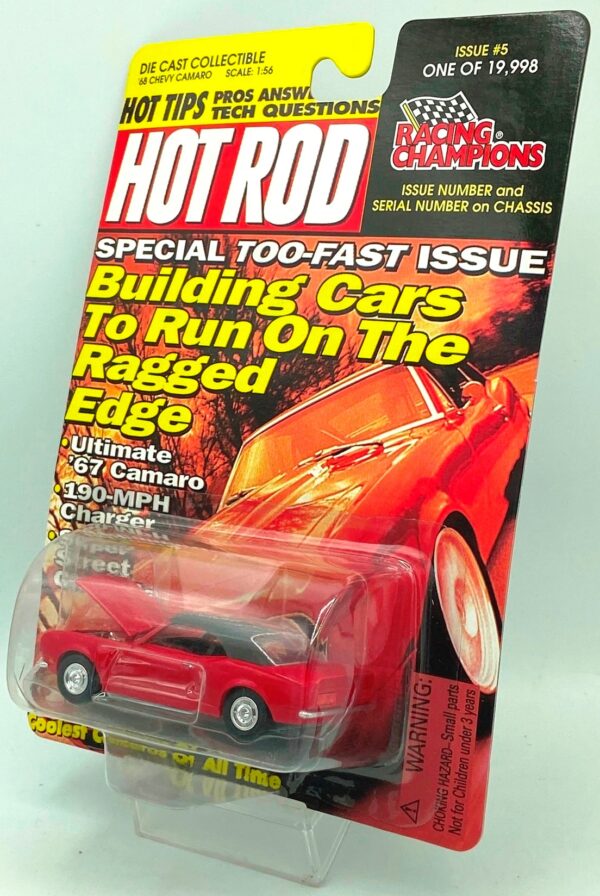 DIE CAST COLLECTIBLE
'68 CHEVY CAMARO SCALE: 1:56
HOT TIPS PROS ANSW
TECH QUESTIONS
HOT ROD
ISSUE #5
ONE OF 19,998
RACING
CHAMPIONS®
ISSUE NUMBER and
SERIAL NUMBER on CHASSIS
SPECIAL TOO-FAST ISSUE
Building Cars
To Run On The
Ragged
Edge
• Ultimate
'67 Camaro
• 190-MPH
Charger
Coolest
Of All Time
WARNING:
CHOKING HAZARD–Small parts
Not for Children under 3 years